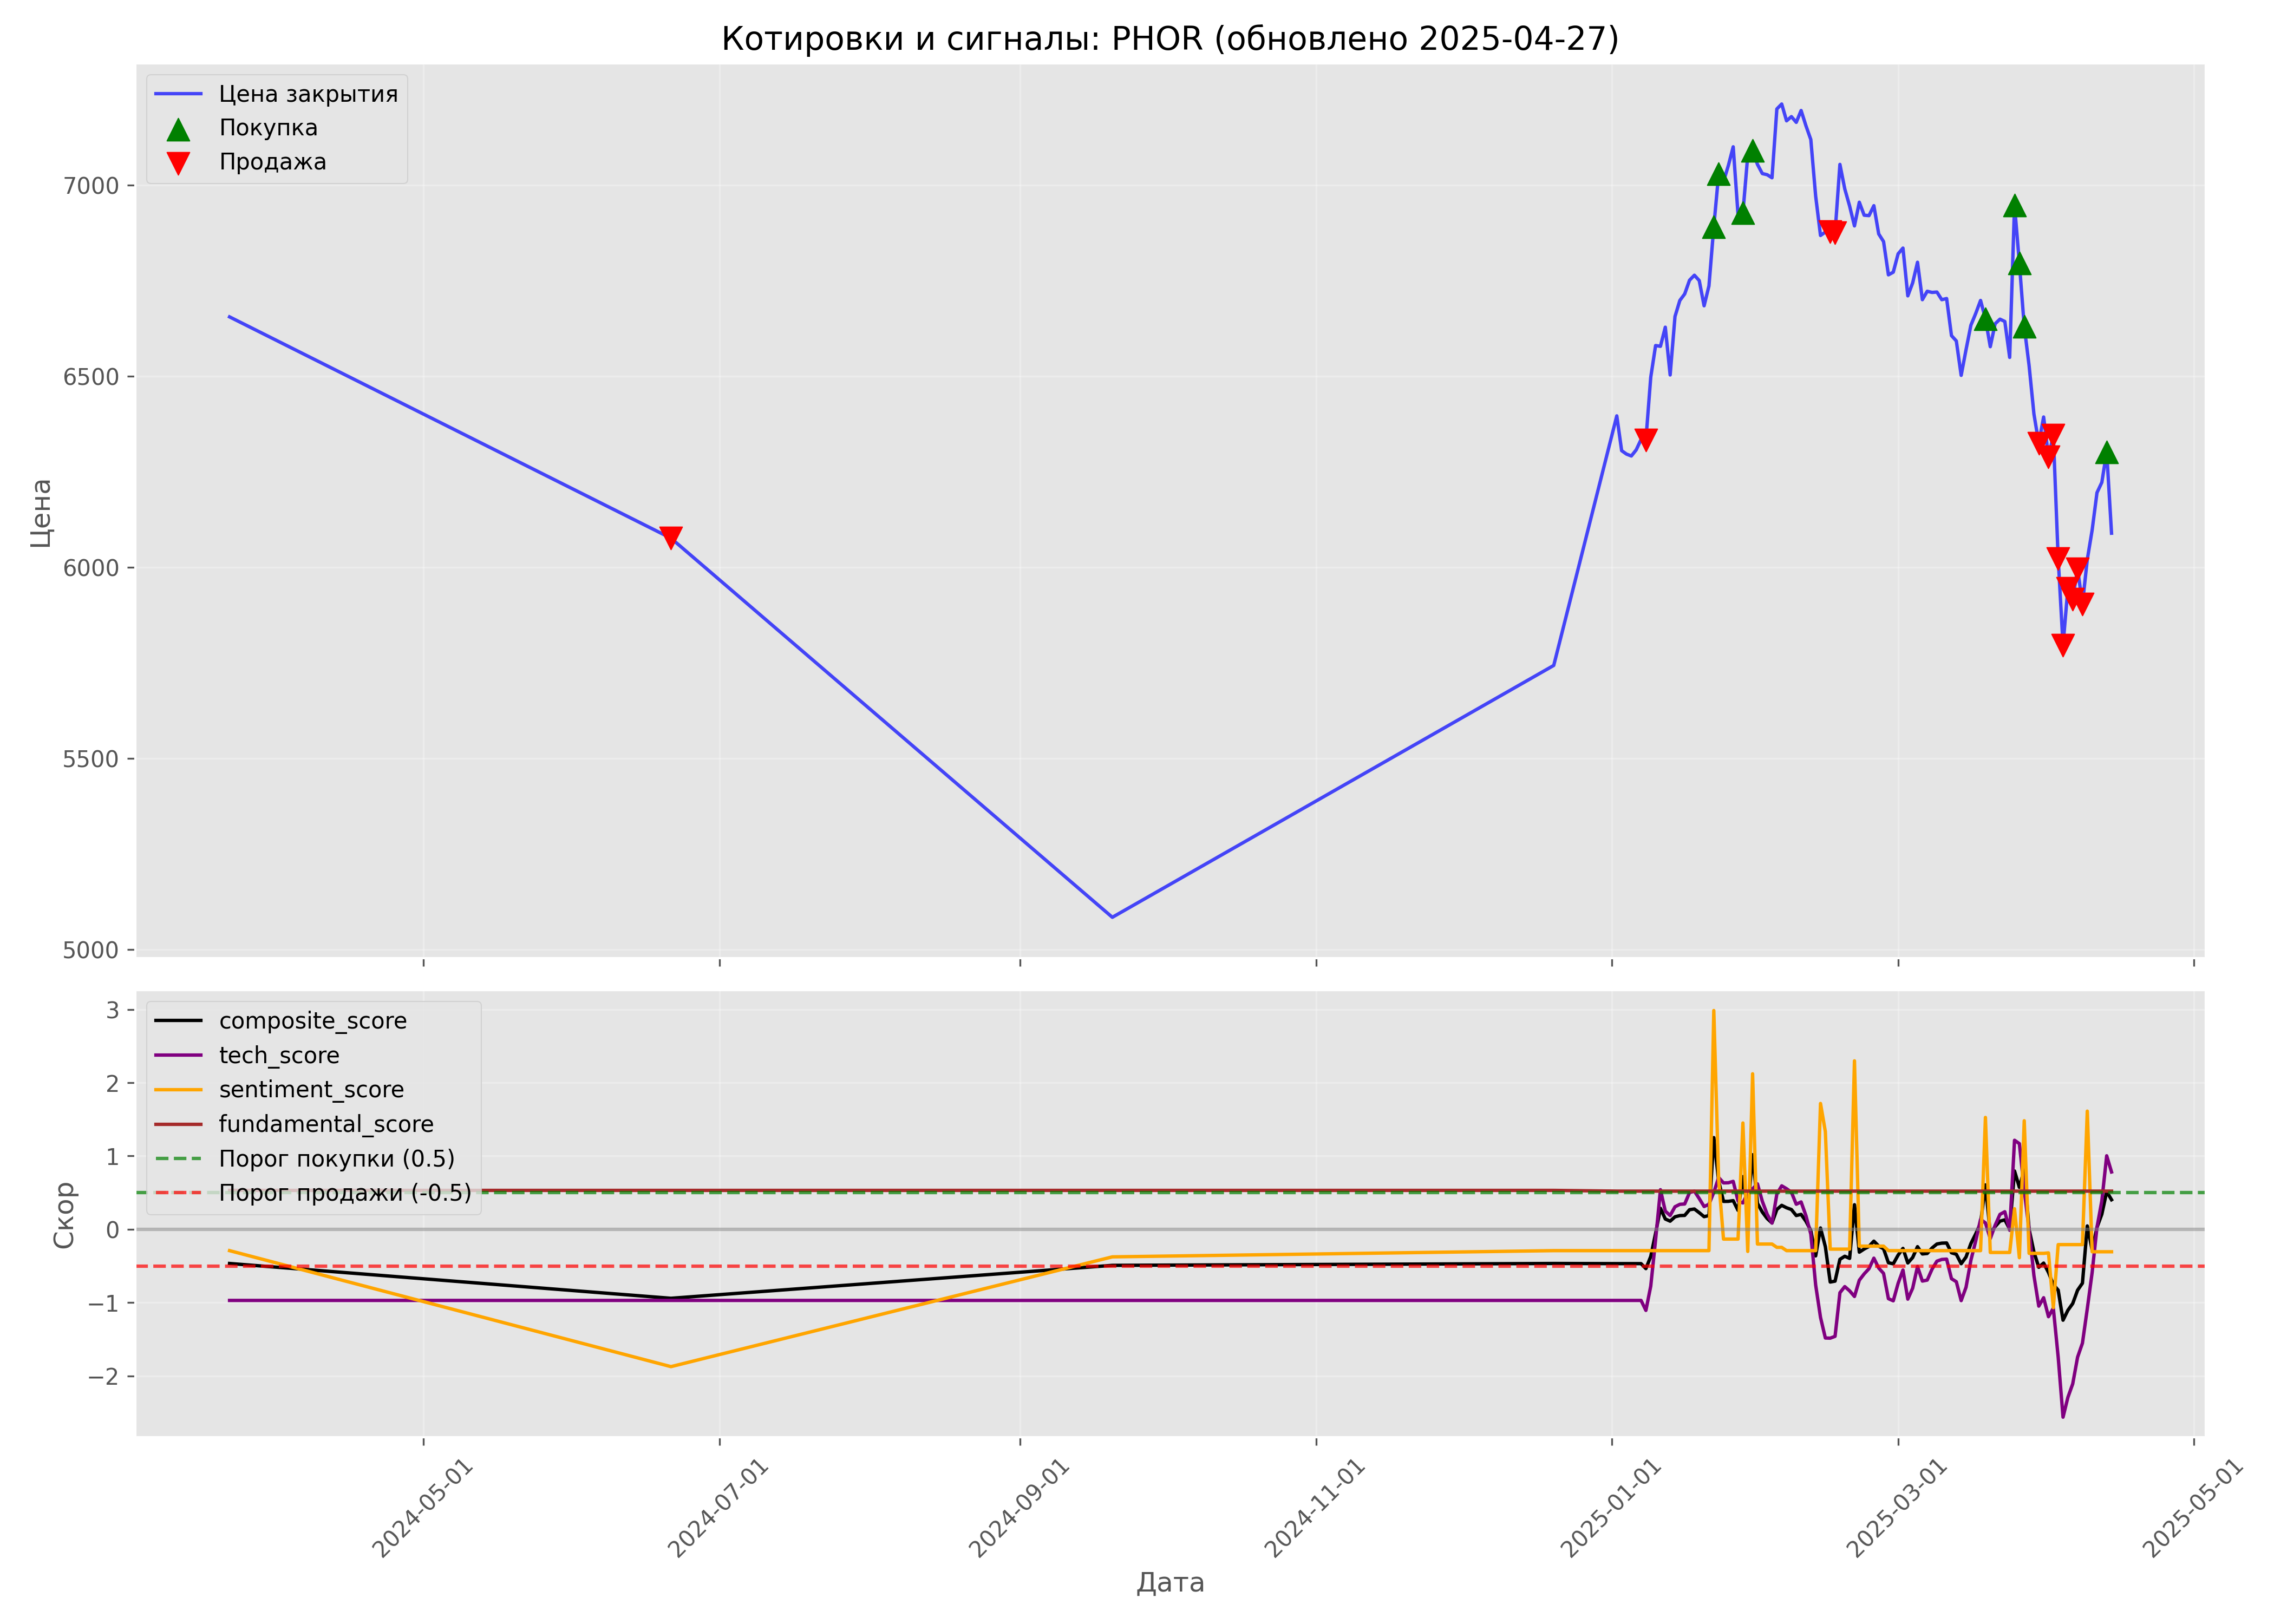 Котировки и сигналы: PHOR (обновлено 2025-04-27)
Цена закрытия
Покупка
Продажа
7000
6500
6000
5500
5000
Цена
composite_score
tech_score
sentiment_score
fundamental_score
Порог покупки (0.5)
Порог продажи (-0.5)
3
2
1
0
−1
−2
Скор
2024-05-01
2024-07-01
2024-09-01
2024-11-01
2025-01-01
2025-03-01
2025-05-01
Дата